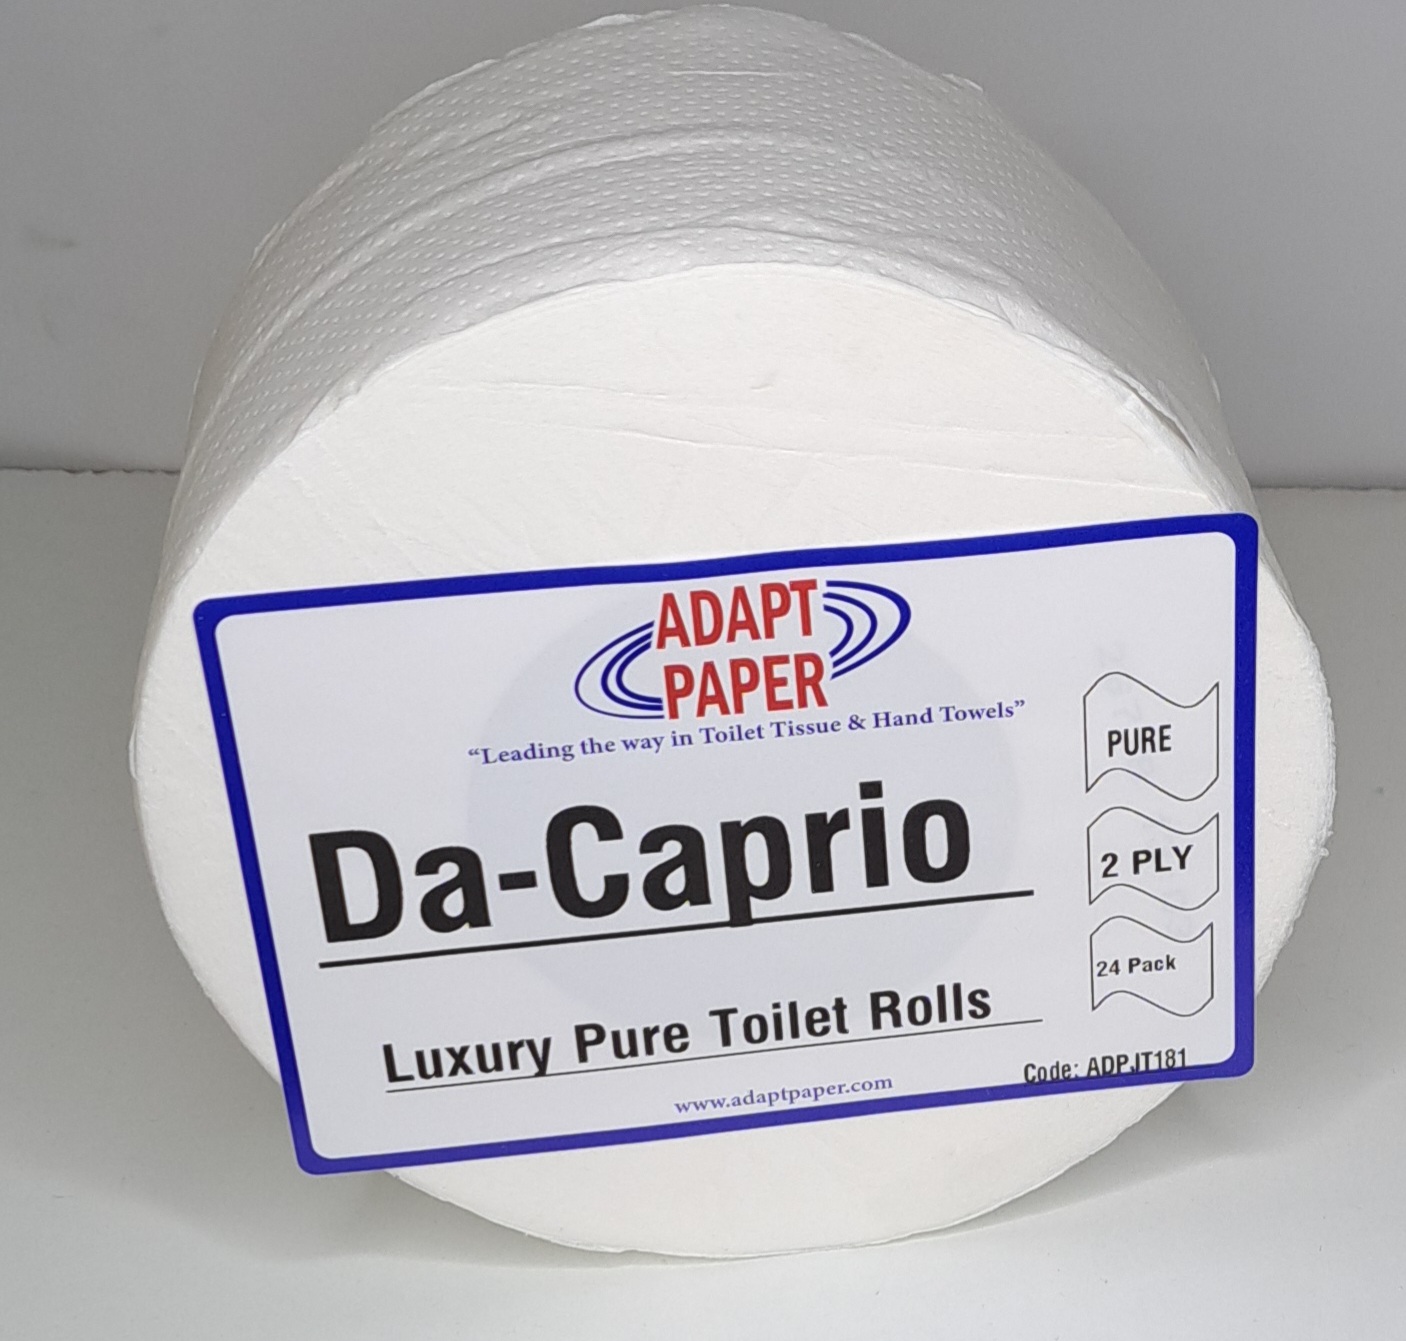 ADAPT
PAPER
“Leading the way in Toilet Tissue & Hand Towels”
Da-Caprio
Luxury Pure Toilet Rolls
www.adaptpaper.com
PURE
2 PLY
24 Pack
Code: ADPJT181